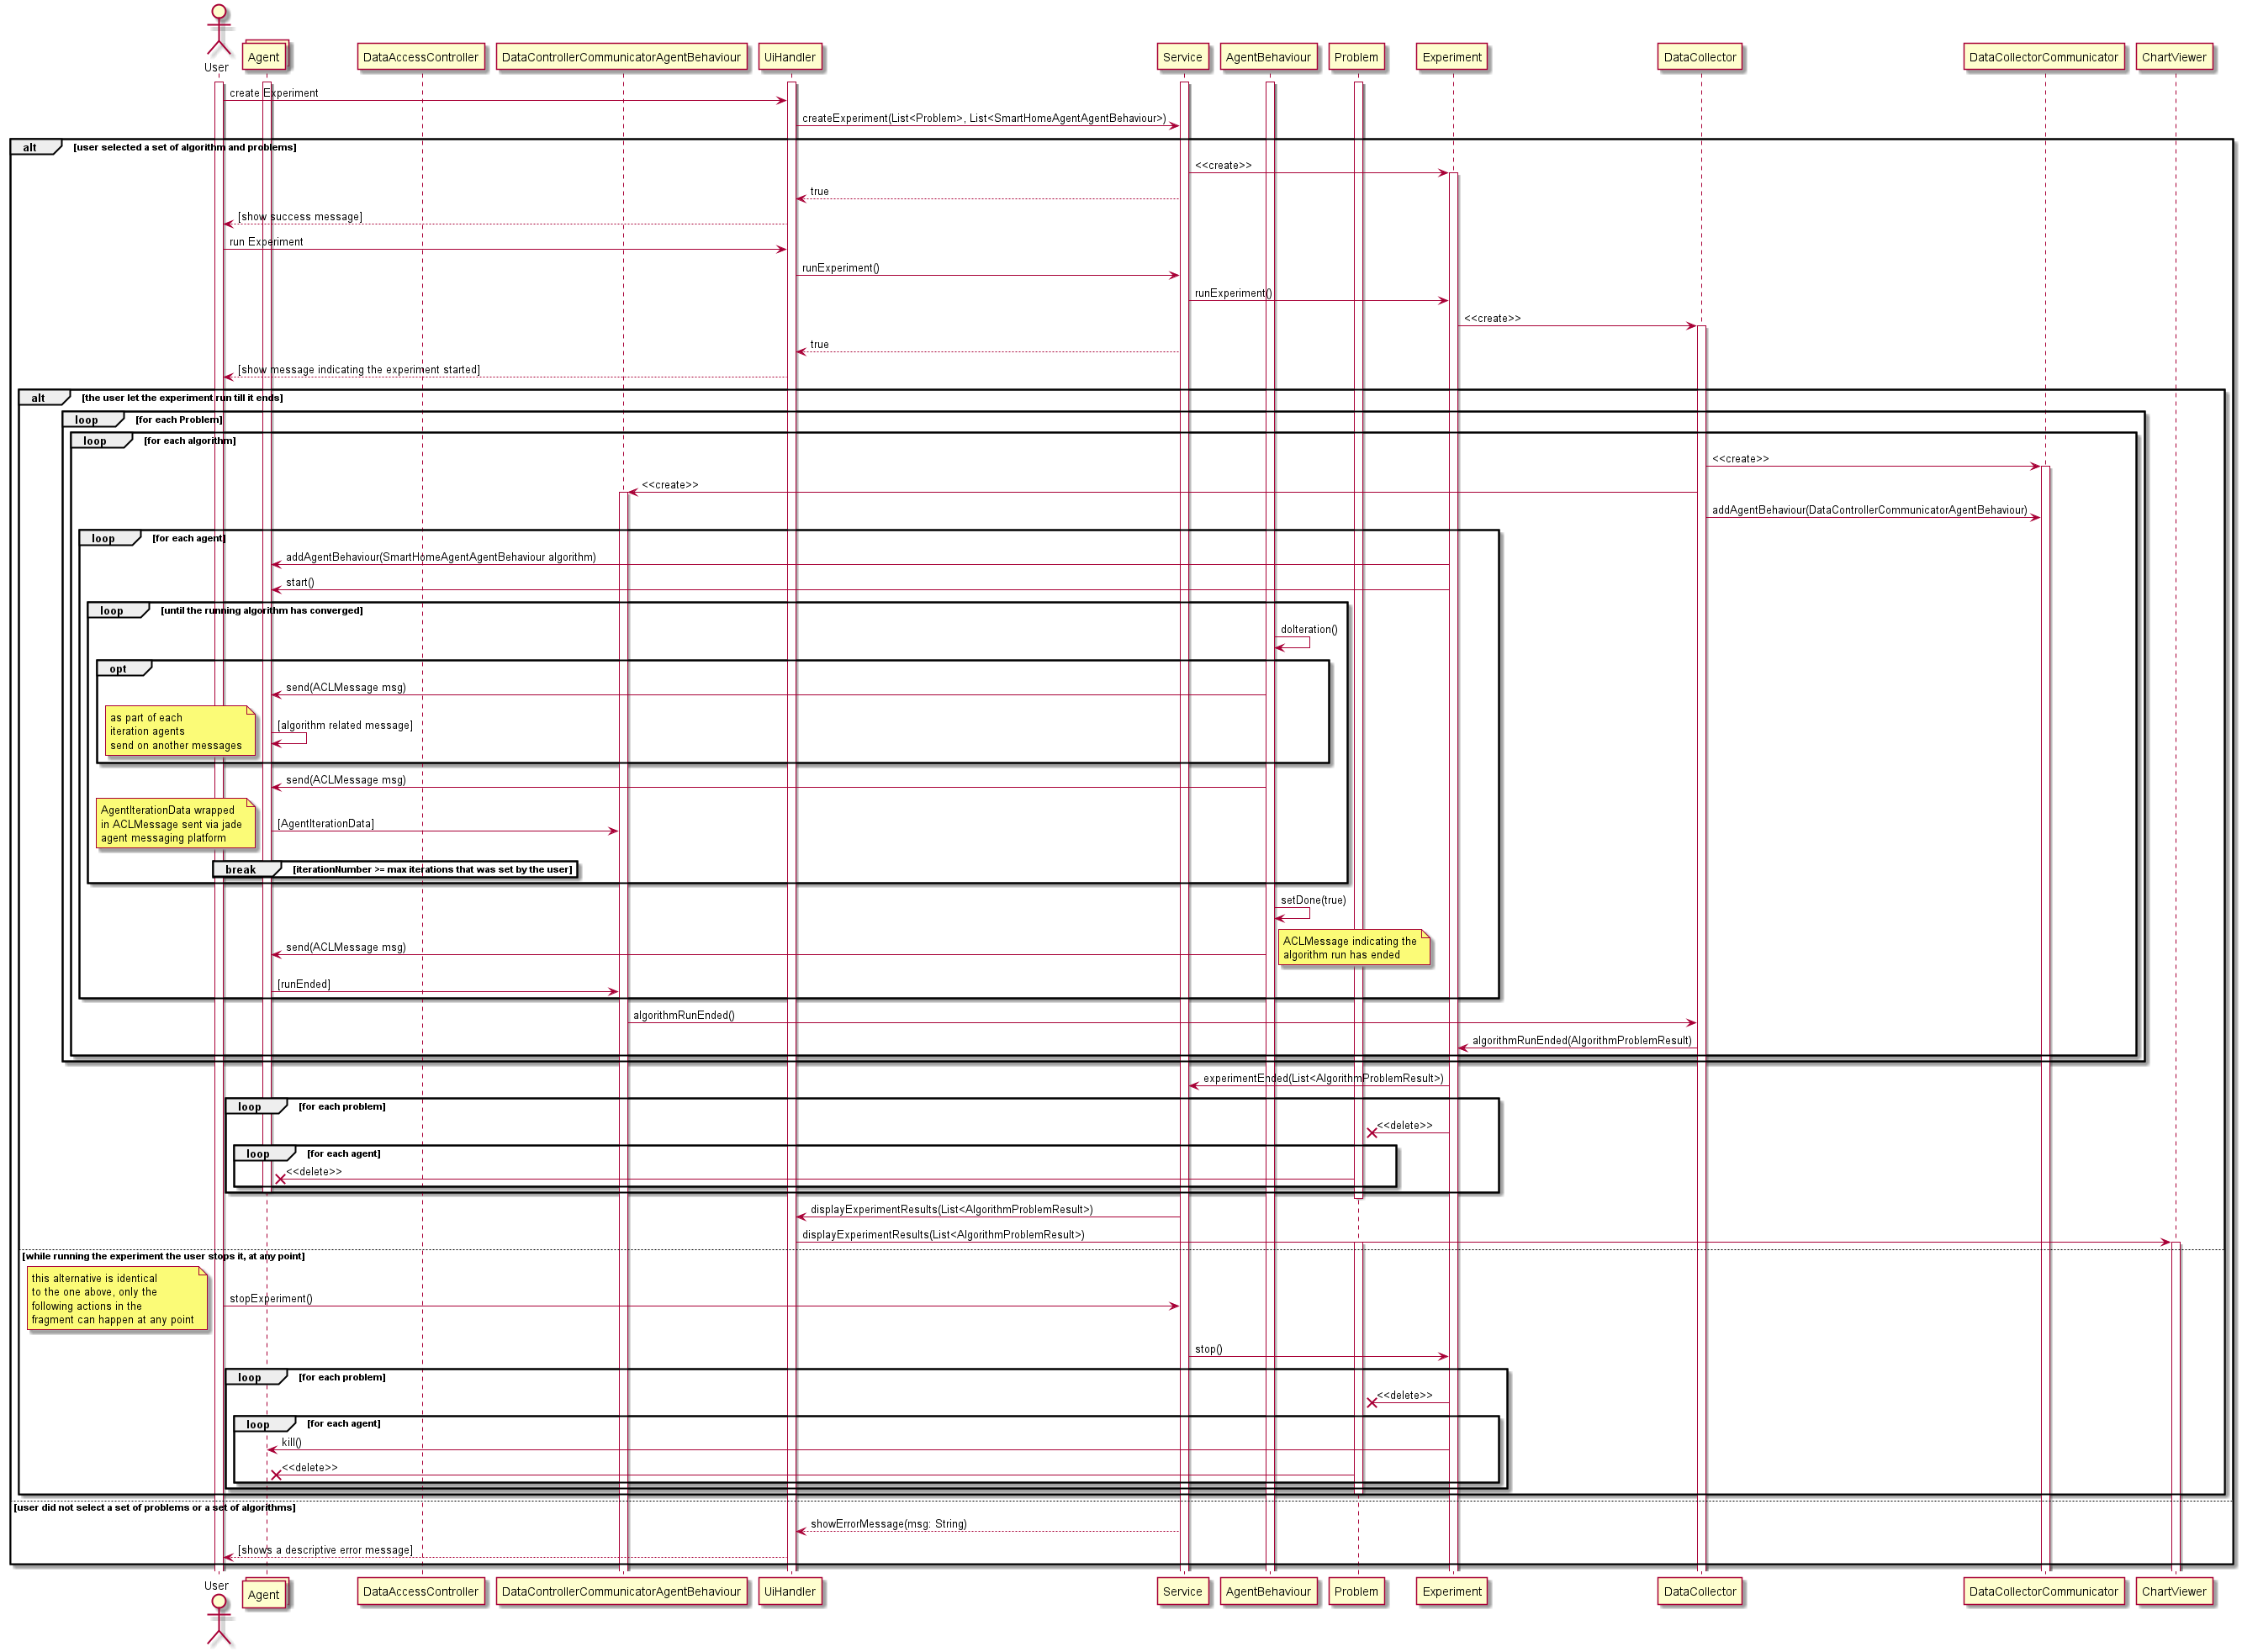 User
Agent
DataAccessController
DataControllerCommunicatorAgentBehaviour
UiHandler
Service
AgentBehaviour
Problem
Experiment
DataCollector
DataCollectorCommunicator
ChartViewer
create Experiment
createExperiment(List<Problem>, List<SmartHomeAgentAgentBehaviour>)
alt [user selected a set of algorithm and problems]
<<create>>
true
[show success message]
run Experiment
runExperiment()
runExperiment()
<<create>>
true
[show message indicating the experiment started]
alt [the user let the experiment run till it ends]
loop [for each Problem]
loop [for each algorithm]
<<create>>
<<create>>
addAgentBehaviour(DataControllerCommunicatorAgentBehaviour)
loop [for each agent]
addAgentBehaviour(SmartHomeAgentAgentBehaviour algorithm)
start()
loop [until the running algorithm has converged]
doIteration()
opt
send(ACLMessage msg)
as part of each
iteration agents
send on another messages
[algorithm related message]
send(ACLMessage msg)
AgentIterationData wrapped
in ACLMessage sent via jade
agent messaging platform
[AgentIterationData]
break [iterationNumber >= max iterations that was set by the user]
setDone(true)
send(ACLMessage msg)
ACLMessage indicating the
algorithm run has ended
[runEnded]
algorithmRunEnded()
algorithmRunEnded(AlgorithmProblemResult)
experimentEnded(List<AlgorithmProblemResult>)
loop [for each problem]
<<delete>>
loop [for each agent]
<<delete>>
displayExperimentResults(List<AlgorithmProblemResult>)
displayExperimentResults(List<AlgorithmProblemResult>)
[while running the experiment the user stops it, at any point]
this alternative is identical
to the one above, only the
following actions in the
fragment can happen at any point
stopExperiment()
stop()
loop [for each problem]
<<delete>>
loop [for each agent]
kill()
<<delete>>
[user did not select a set of problems or a set of algorithms]
showErrorMessage(msg: String)
[shows a descriptive error message]
User
Agent
DataAccessController
DataControllerCommunicatorAgentBehaviour
UiHandler
Service
AgentBehaviour
Problem
Experiment
DataCollector
DataCollectorCommunicator
ChartViewer